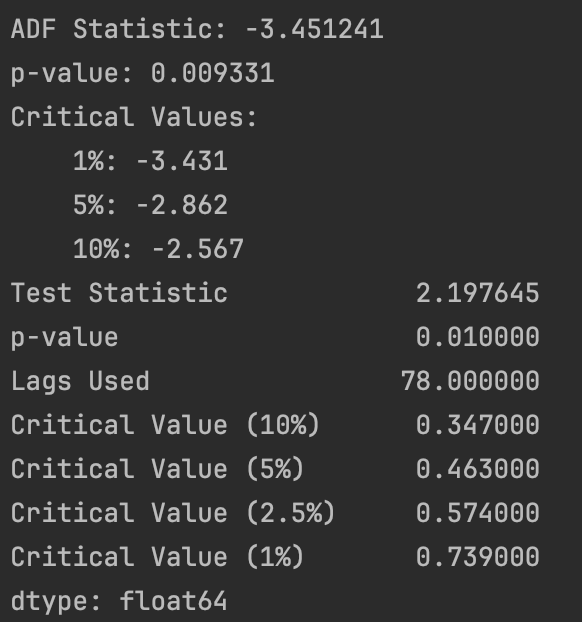 ADF Statistic: -3.451241
p-value: 0.009331
Critical Values:
    1%: -3.431
    5%: -2.862
    10%: -2.567
Test Statistic            2.197645
p-value                   0.010000
Lags Used                78.000000
Critical Value (10%)      0.347000
Critical Value (5%)       0.463000
Critical Value (2.5%)     0.574000
Critical Value (1%)       0.739000
dtype: float64